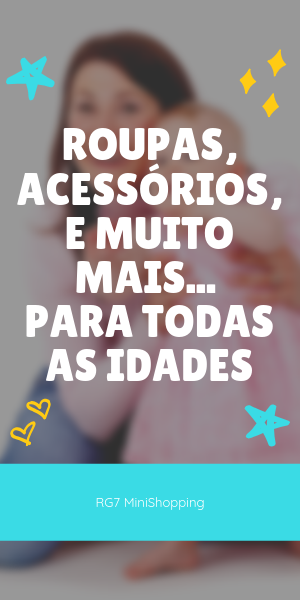 ROUPAS,
ACESSÓRIOS,
E MUITO
MAIS...
PARA TODAS
AS IDADES
RG7 MiniShopping